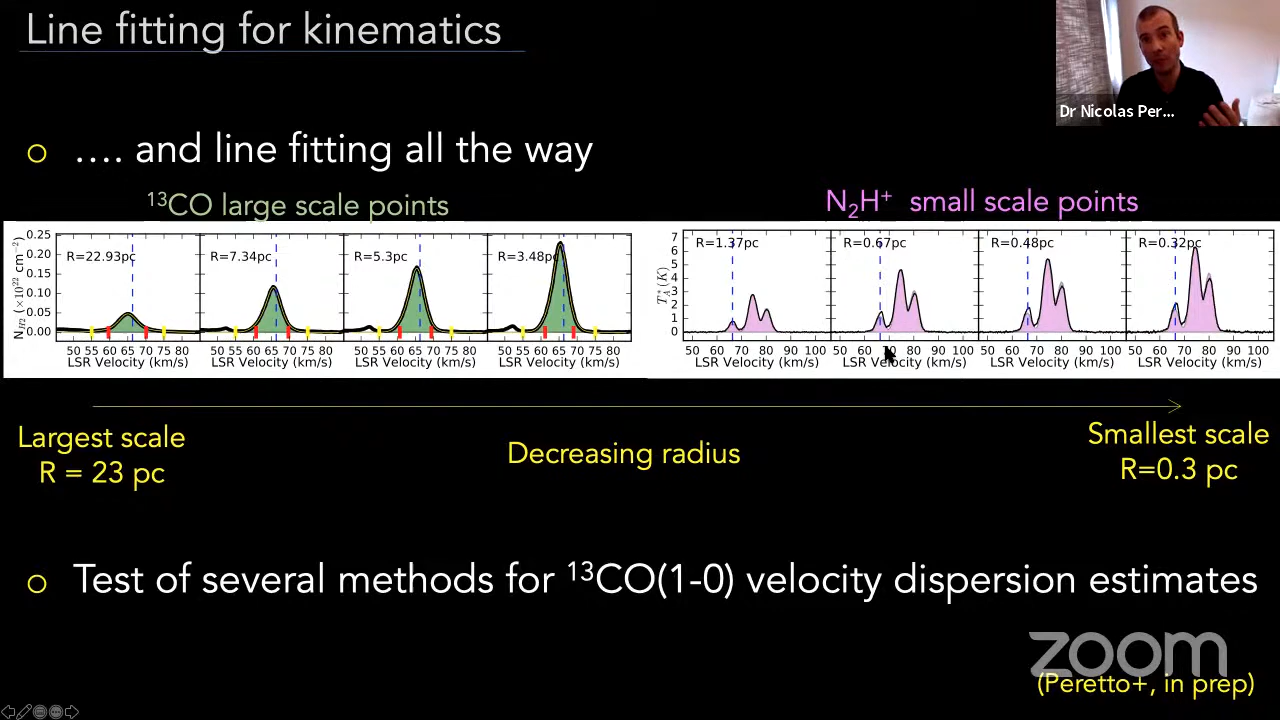 Line fitting for kinematics
Dr Nicolas Per...
.... and line fitting all the way
¹³CO large scale points
N₂H⁺ small scale points
N_H2 (×10²² cm⁻²)
0.25
0.20
0.15
0.10
0.05
0.00
R=22.93pc
R=7.34pc
R=5.3pc
R=3.48pc
50 55 60 65 70 75 80
50 55 60 65 70 75 80
50 55 60 65 70 75 80
50 55 60 65 70 75 80
LSR Velocity (km/s)
LSR Velocity (km/s)
LSR Velocity (km/s)
LSR Velocity (km/s)
T_A* (K)
7
6
5
4
3
2
1
0
R=1.37pc
R=0.67pc
R=0.48pc
R=0.32pc
50 60 70 80 90 100
50 60 70 80 90 100
50 60 70 80 90 100
50 60 70 80 90 100
LSR Velocity (km/s)
LSR Velocity (km/s)
LSR Velocity (km/s)
LSR Velocity (km/s)
Largest scale
R = 23 pc
Decreasing radius
Smallest scale
R=0.3 pc
Test of several methods for ¹³CO(1-0) velocity dispersion estimates
zoom
(Peretto+, in prep)